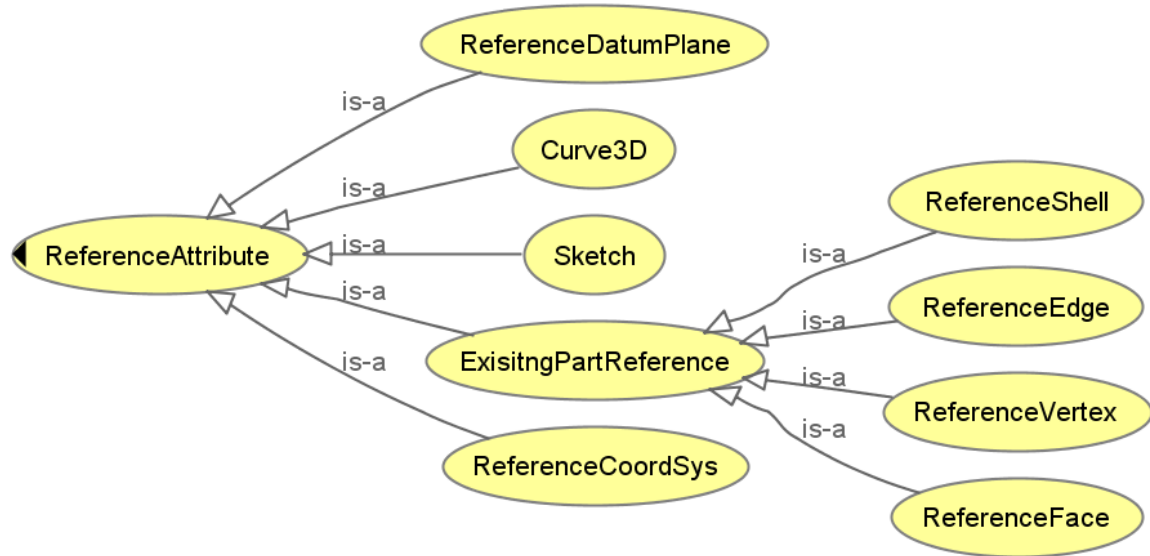 ReferenceDatumPlane
is-a
Curve3D
is-a
ReferenceShell
ReferenceAttribute
is-a
Sketch
is-a
is-a
ReferenceEdge
is-a
ExisitngPartReference
is-a
is-a
ReferenceVertex
is-a
ReferenceCoordSys
ReferenceFace